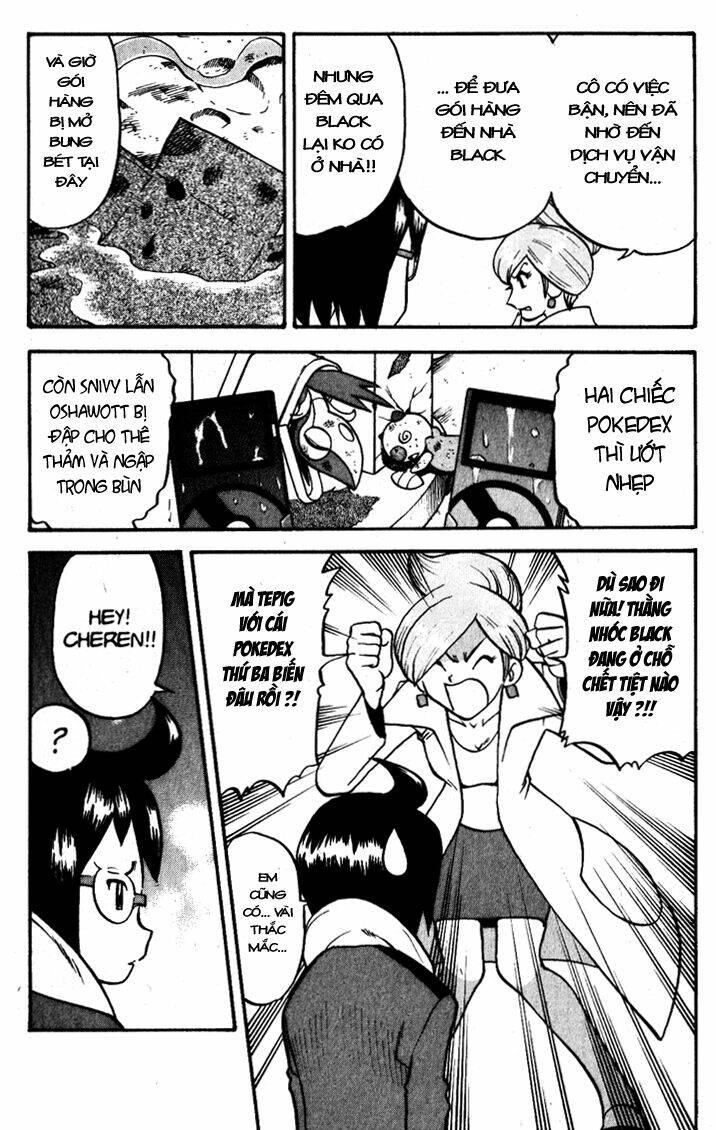 CÔ CÓ VIỆC
BẬN, NÊN ĐÃ
NHỜ ĐẾN
DỊCH VỤ VẬN
CHUYỂN...
... ĐỂ ĐƯA
GÓI HÀNG
ĐẾN NHÀ
BLACK
NHƯNG
ĐÊM QUA
BLACK
LẠI KO CÓ
Ở NHÀ!!
VÀ GIỜ
GÓI
HÀNG
BỊ MỞ
BUNG
BÉT TẠI
ĐÂY
HAI CHIẾC
POKEDEX
THÌ ƯỚT
NHẸP
CÒN SNIVY LẪN
OSHAWOTT BỊ
ĐẬP CHO THÊ
THẢM VÀ NGẬP
TRONG BÙN
DÙ SAO ĐI
NỮA! THẰNG
NHÓC BLACK
ĐANG Ở CHỖ
CHẾT TIỆT NÀO
VẬY ?!!
MÀ TEPIG
VỚI CÁI
POKEDEX
THỨ BA BIẾN
ĐÂU RỒI ?!
EM
CŨNG
CÓ... VÀI
THẮC
MẮC...
HEY!
CHEREN!!
?